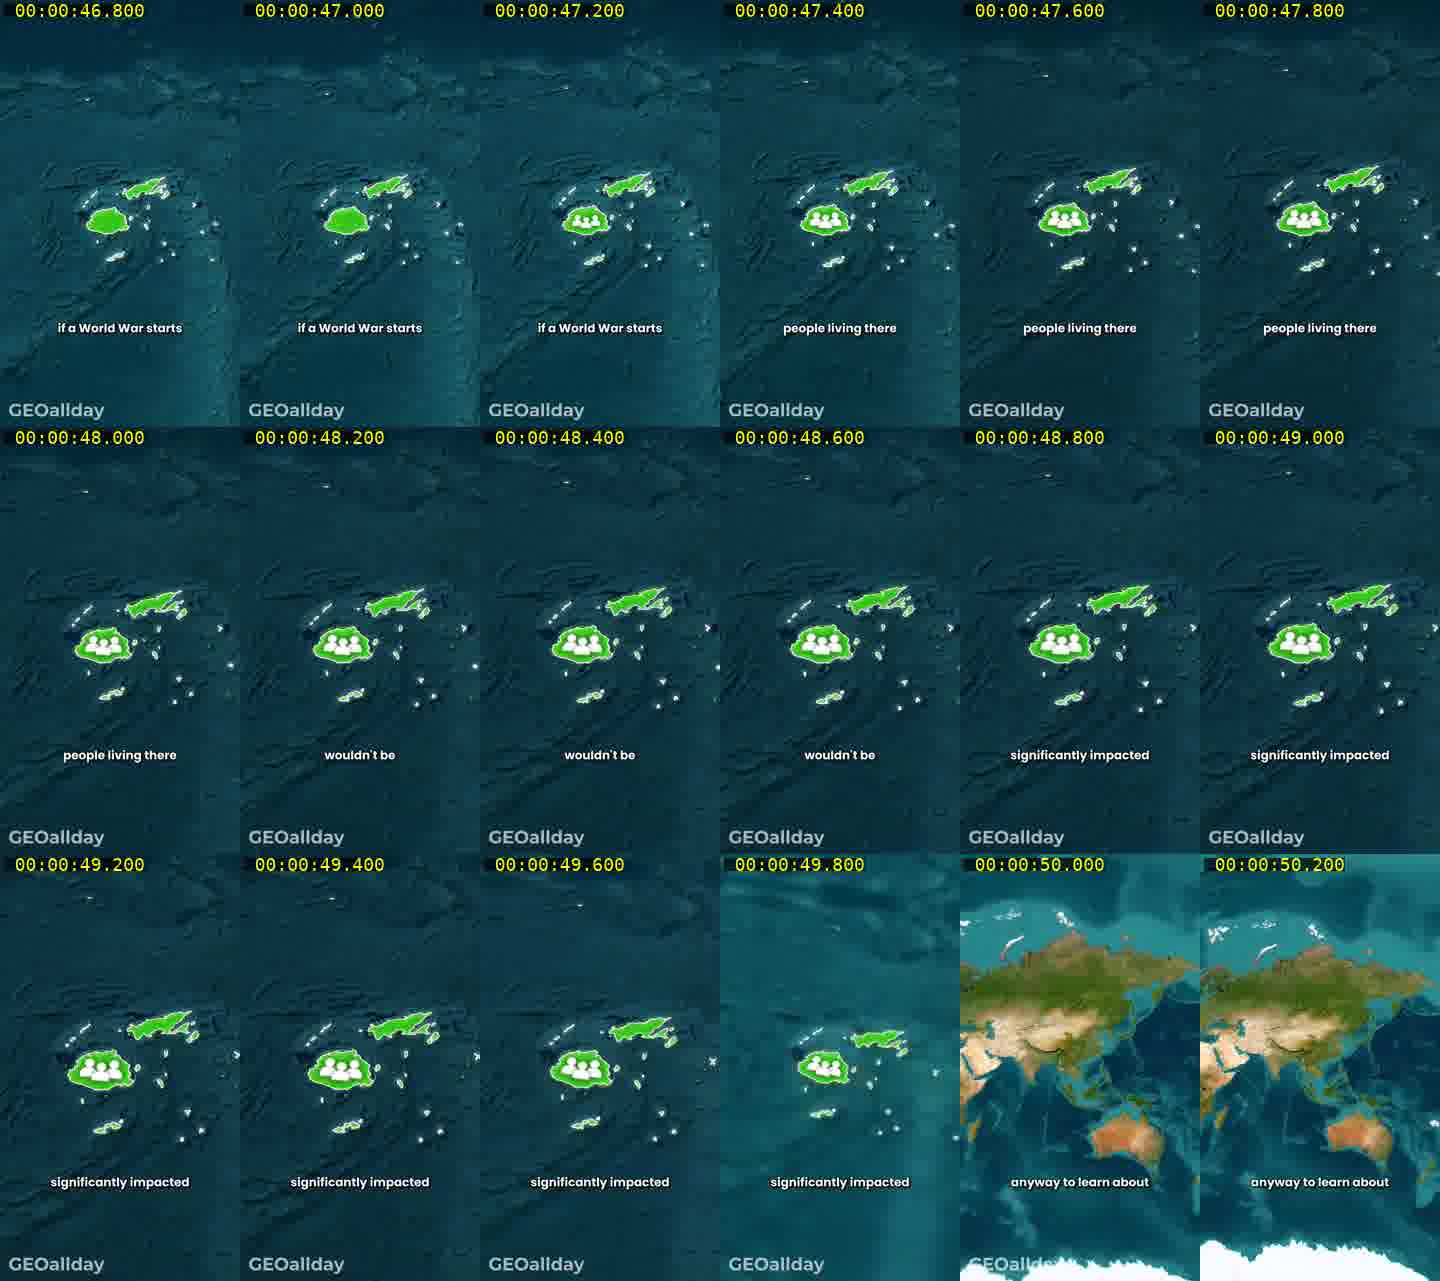 00:00:46.800
00:00:47.000
00:00:47.200
00:00:47.400
00:00:47.600
00:00:47.800
if a World War starts
if a World War starts
if a World War starts
people living there
people living there
people living there
GEOallday
GEOallday
GEOallday
GEOallday
GEOallday
GEOallday
00:00:48.000
00:00:48.200
00:00:48.400
00:00:48.600
00:00:48.800
00:00:49.000
people living there
wouldn't be
wouldn't be
wouldn't be
significantly impacted
significantly impacted
GEOallday
GEOallday
GEOallday
GEOallday
GEOallday
GEOallday
00:00:49.200
00:00:49.400
00:00:49.600
00:00:49.800
00:00:50.000
00:00:50.200
significantly impacted
significantly impacted
significantly impacted
significantly impacted
anyway to learn about
anyway to learn about
GEOallday
GEOallday
GEOallday
GEOallday
GEOallday
GEOallday